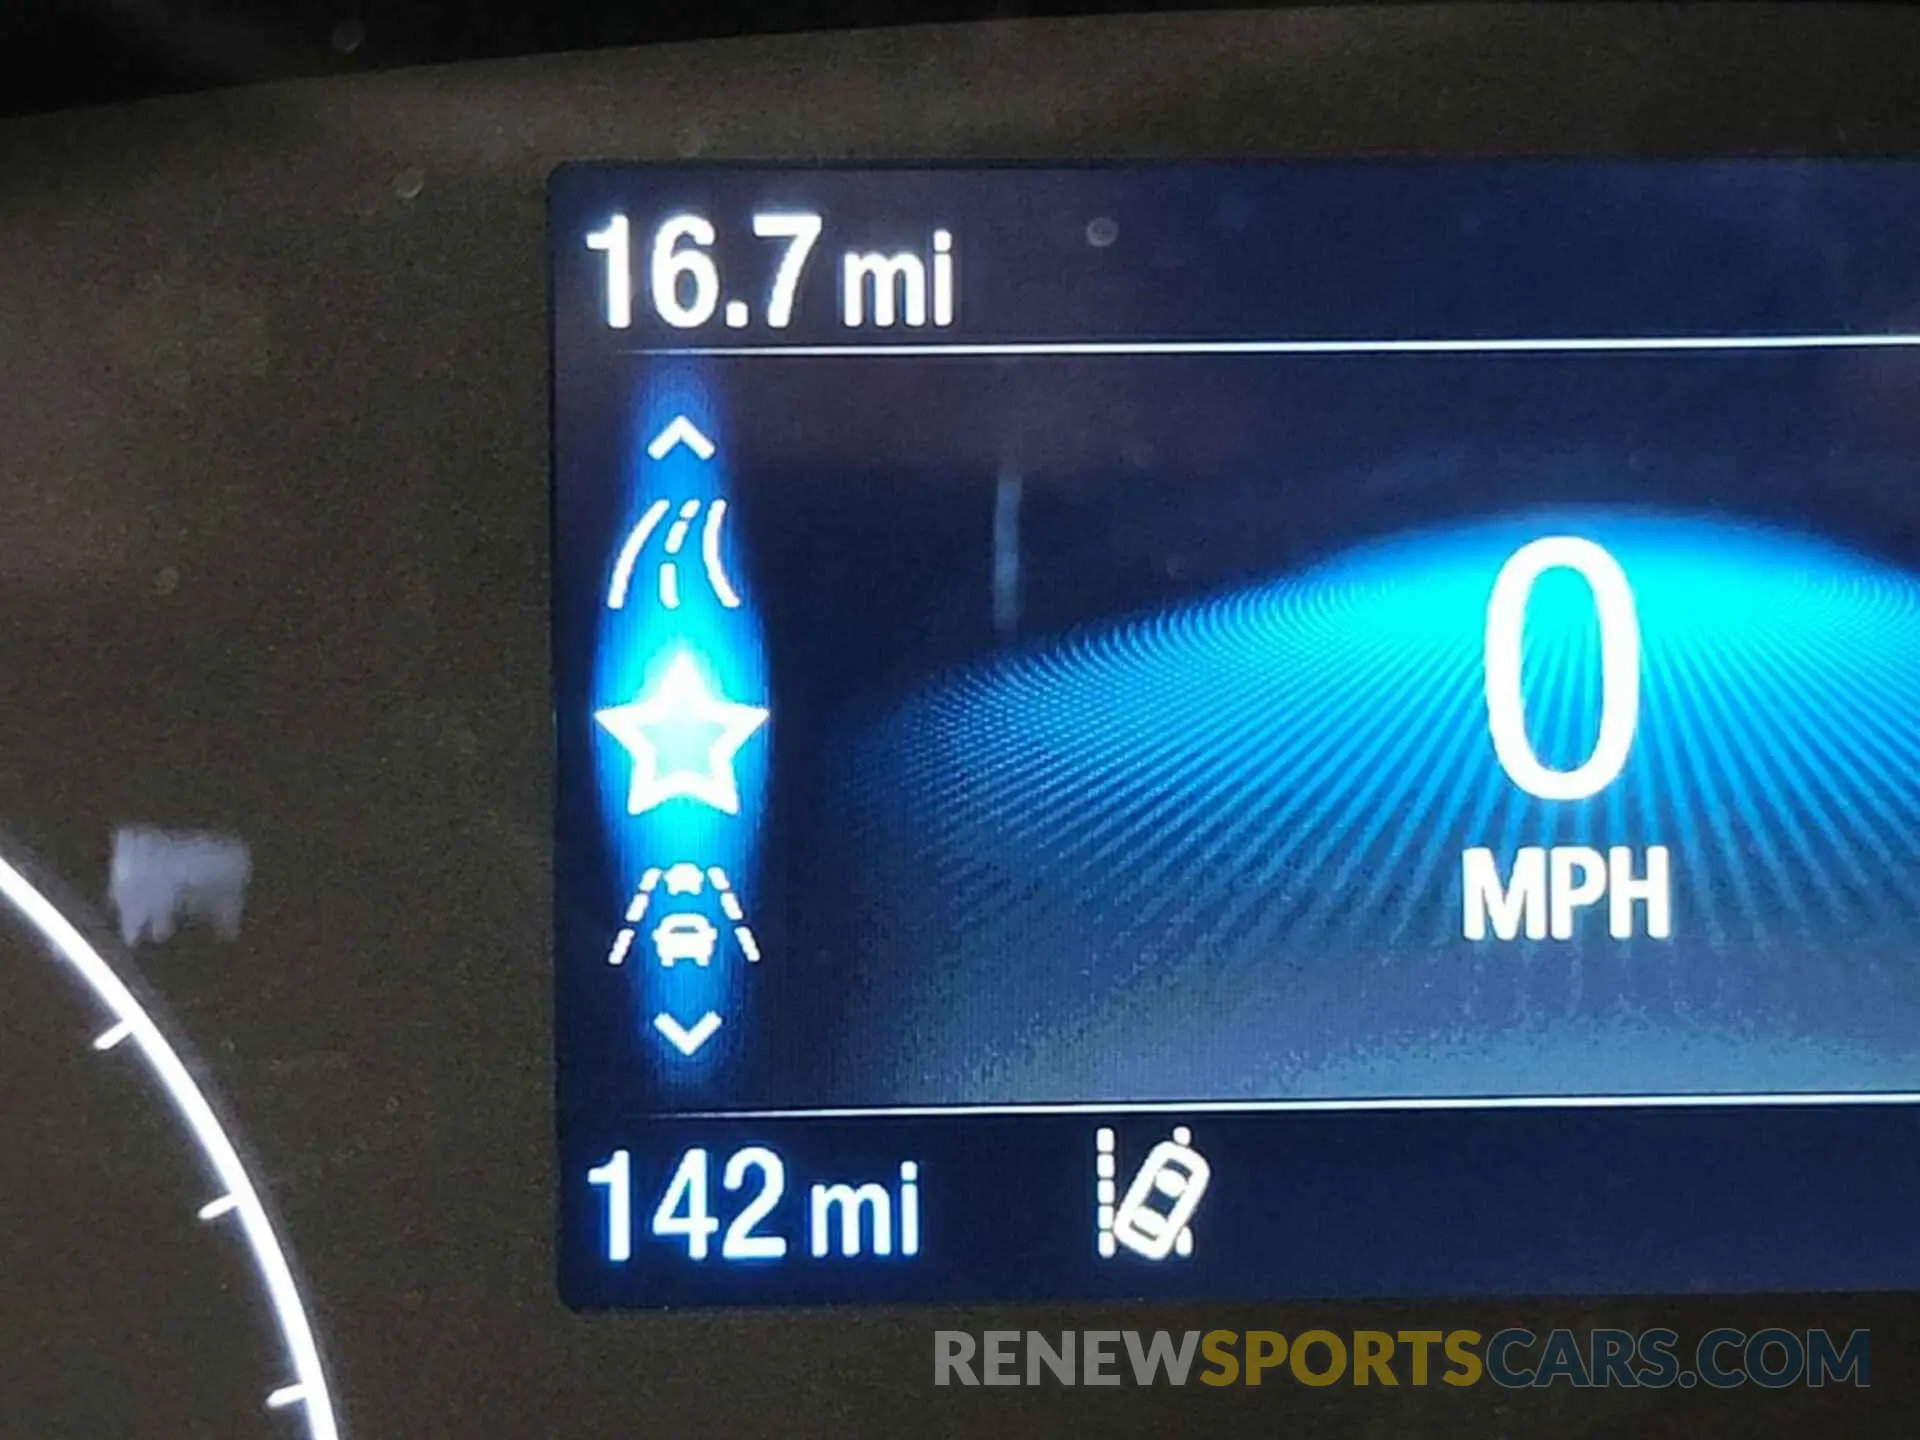 16.7 mi
0
MPH
142 mi
RENEWSPORTSCARS.COM